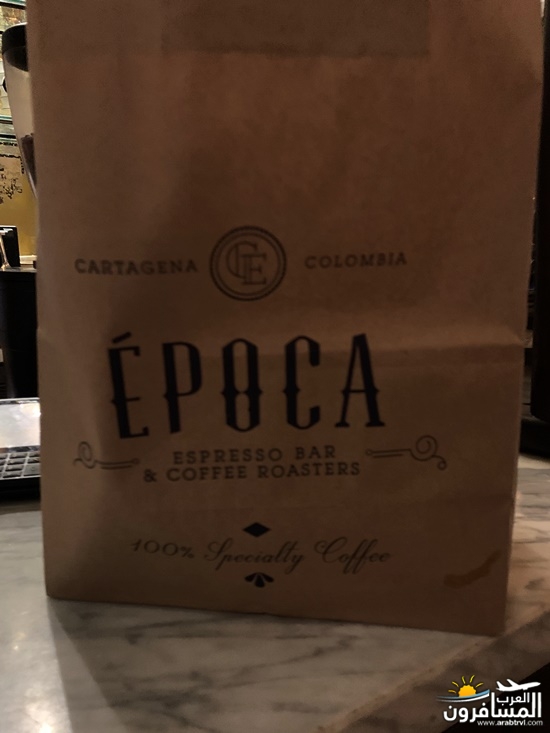 CARTAGENA CE COLOMBIA
ÉPOCA
ESPRESSO BAR
& COFFEE ROASTERS
100% Specialty Coffee
العرب
المسافرون
www.arabtrvl.com